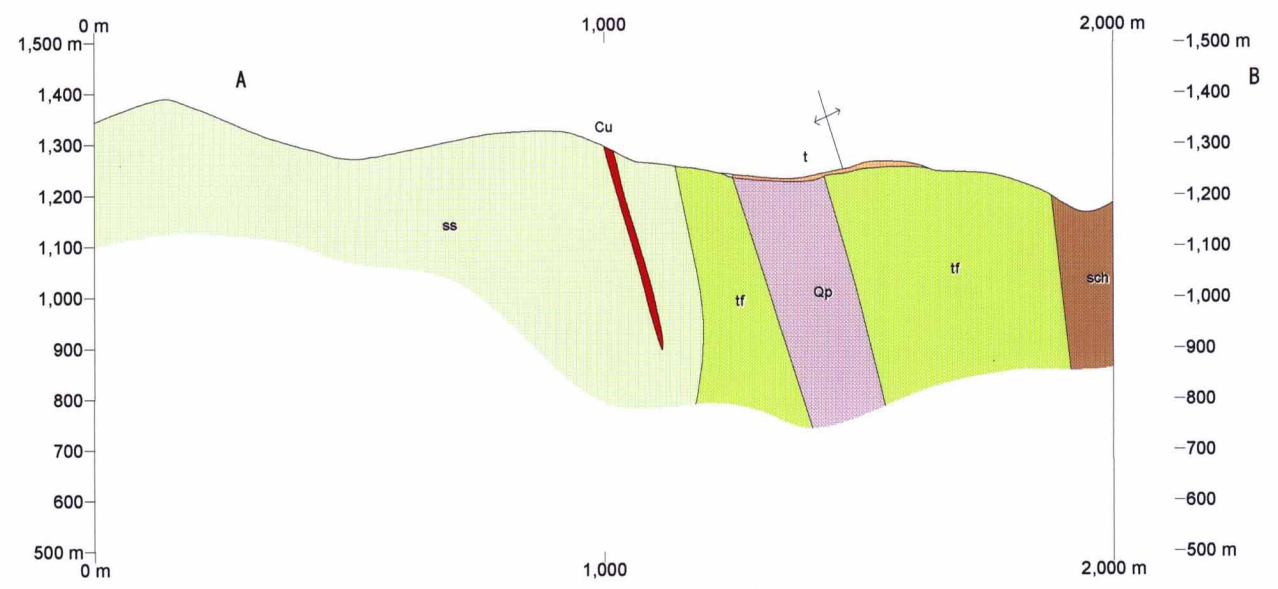 0 m 1,000 2,000 m
1,500 m 1,500 m
A B
1,400 1,400
Cu
1,300 1,300
t
1,200 1,200
ss
1,100 1,100
tf sch
Qp
tf
1,000 1,000
900 900
800 800
700 700
600 600
500 m 500 m
0 m 1,000 2,000 m